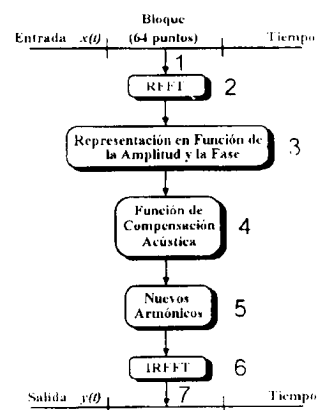 Bloque
Entrada x(t) (64 puntos) Tiempo
1
RFFT 2
Representación en Función de
la Amplitud y la Fase 3
Función de
Compensación 4
Acústica
Nuevos
Armónicos 5
IRFFT 6
7
Salida y(t) Tiempo